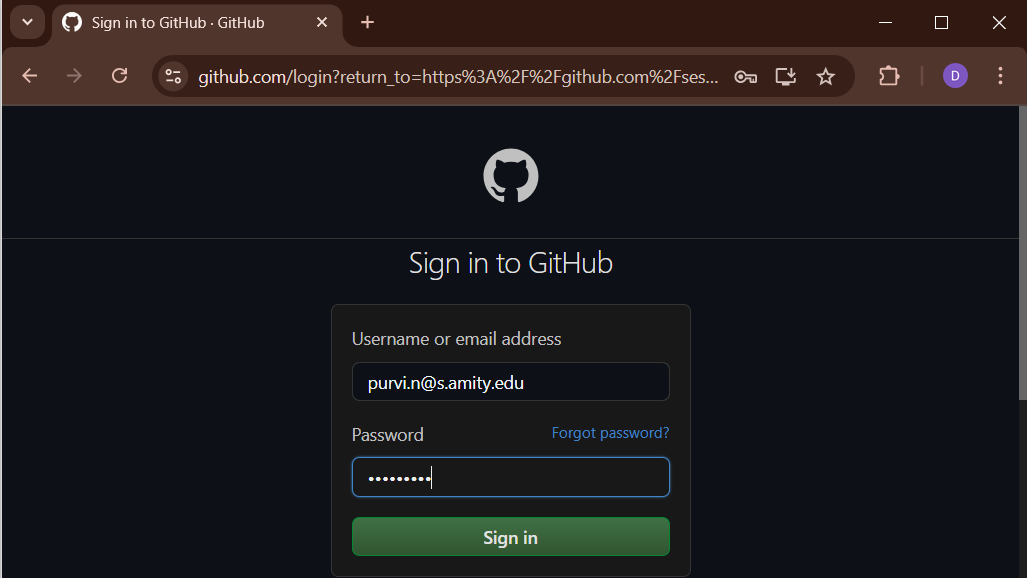 Sign in to GitHub · GitHub
github.com/login?return_to=https%3A%2F%2Fgithub.com%2Fses...
D
Sign in to GitHub
Username or email address
purvi.n@s.amity.edu
Password Forgot password?
•••••••••
Sign in